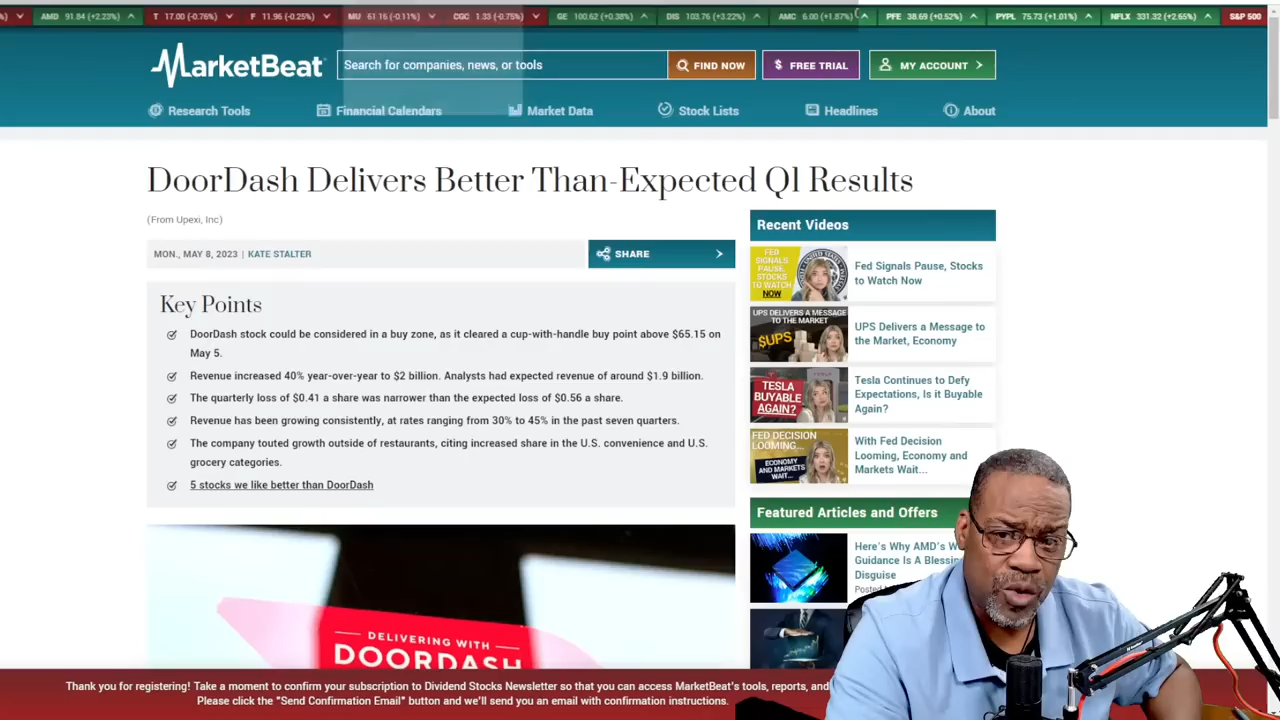 AMD 91.84 (+2.23%) T 17.00 (-0.76%) F 11.96 (-0.25%) MU 61.16 (-0.11%) CGC 1.33 (-0.75%) GE 100.62 (+0.38%) DIS 103.76 (+3.22%) AMC 6.00 (+1.87%) PFE 38.69 (+0.52%) PYPL 75.73 (+1.01%) NFLX 331.32 (+2.65%) S&P 500
MarketBeat
Search for companies, news, or tools
FIND NOW
$ FREE TRIAL
MY ACCOUNT
Research Tools
Financial Calendars
Market Data
Stock Lists
Headlines
About
DoorDash Delivers Better Than-Expected Q1 Results
(From Upexi, Inc)
MON., MAY 8, 2023 | KATE STALTER
SHARE
Key Points
DoorDash stock could be considered in a buy zone, as it cleared a cup-with-handle buy point above $65.15 on
May 5.
Revenue increased 40% year-over-year to $2 billion. Analysts had expected revenue of around $1.9 billion.
The quarterly loss of $0.41 a share was narrower than the expected loss of $0.56 a share.
Revenue has been growing consistently, at rates ranging from 30% to 45% in the past seven quarters.
The company touted growth outside of restaurants, citing increased share in the U.S. convenience and U.S.
grocery categories.
5 stocks we like better than DoorDash
DELIVERING WITH
DOORDASH
Recent Videos
FED
SIGNALS
PAUSE,
STOCKS
TO WATCH
NOW
Fed Signals Pause, Stocks
to Watch Now
UPS DELIVERS A MESSAGE
TO THE MARKET
$UPS
UPS Delivers a Message to
the Market, Economy
TESLA
BUYABLE
AGAIN?
Tesla Continues to Defy
Expectations, Is it Buyable
Again?
FED DECISION
LOOMING...
ECONOMY
AND MARKETS
WAIT...
With Fed Decision
Looming, Economy and
Markets Wait...
Featured Articles and Offers
Here's Why AMD's W
Guidance Is A Blessin
Disguise
Posted
Thank you for registering! Take a moment to confirm your subscription to Dividend Stocks Newsletter so that you can access MarketBeat's tools, reports, and
Please click the "Send Confirmation Email" button and we'll send you an email with confirmation instructions.